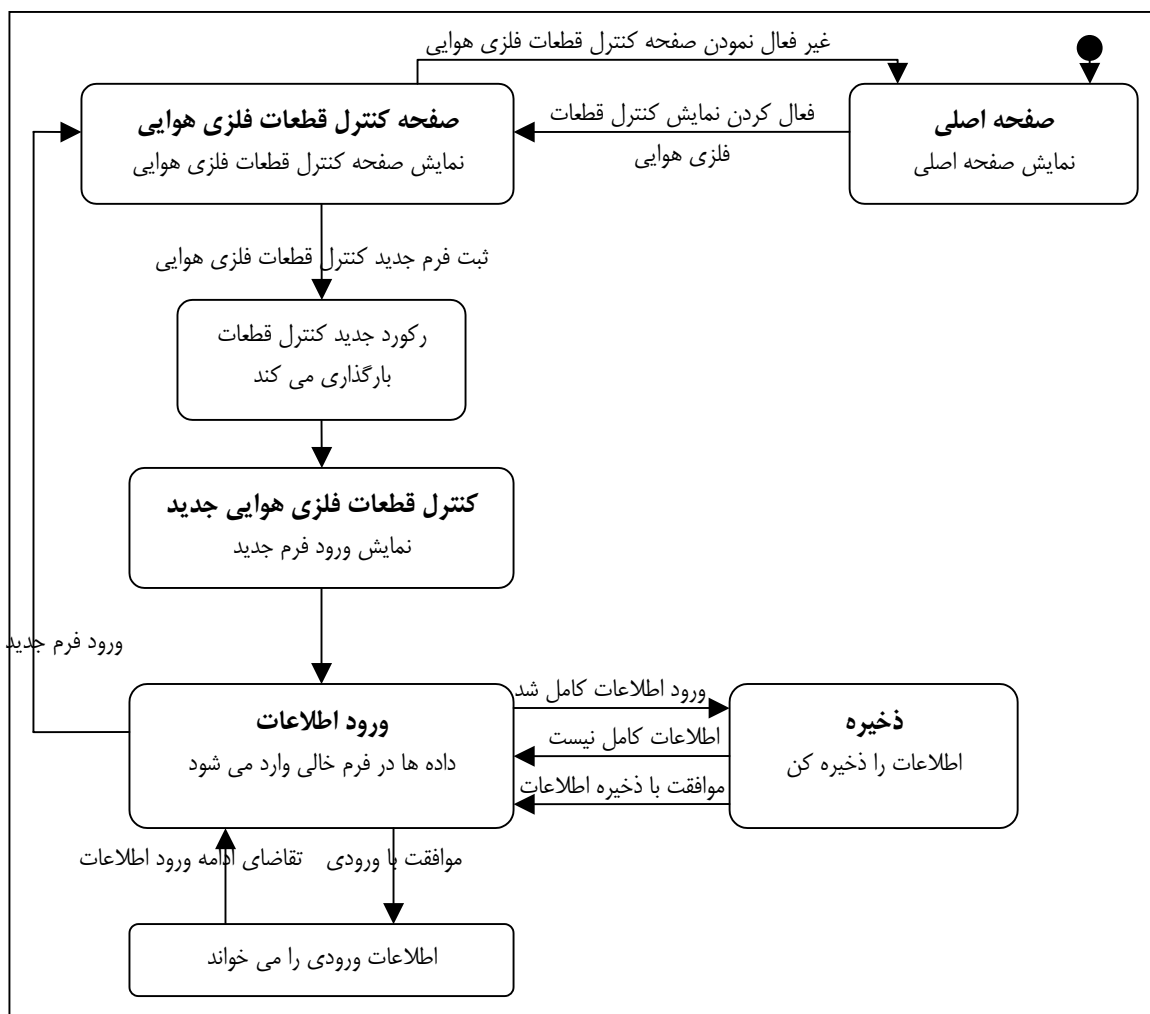 غیر فعال نمودن صفحه کنترل قطعات فلزی هوایی
صفحه اصلی
نمایش صفحه اصلی
فعال کردن نمایش کنترل قطعات
فلزی هوایی
صفحه کنترل قطعات فلزی هوایی
نمایش صفحه کنترل قطعات فلزی هوایی
ثبت فرم جدید کنترل قطعات فلزی هوایی
رکورد جدید کنترل قطعات
بارگذاری می کند
کنترل قطعات فلزی هوایی جدید
نمایش ورود فرم جدید
ورود فرم جدید
ورود اطلاعات
داده ها در فرم خالی وارد می شود
ورود اطلاعات کامل شد
اطلاعات کامل نیست
موافقت با ذخیره اطلاعات
ذخیره
اطلاعات را ذخیره کن
موافقت با ورودی
تقاضای ادامه ورود اطلاعات
اطلاعات ورودی را می خواند